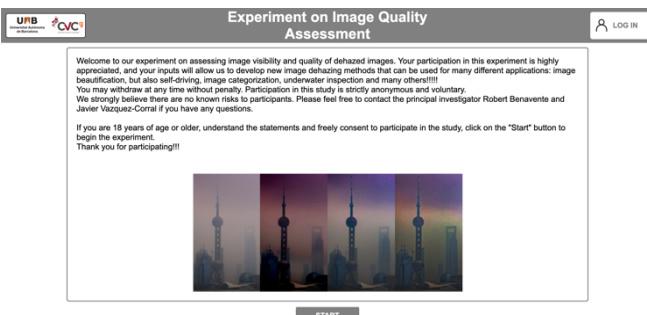 Experiment on Image Quality
Assessment
UAB
Universitat Autònoma
de Barcelona
CVC
LOG IN
Welcome to our experiment on assessing image visibility and quality of dehazed images. Your participation in this experiment is highly
appreciated, and your inputs will allow us to develop new image dehazing methods that can be used for many different applications: image
beautification, but also self-driving, image categorization, underwater inspection and many others!!!!!
You may withdraw at any time without penalty. Participation in this study is strictly anonymous and voluntary.
We strongly believe there are no known risks to participants. Please feel free to contact the principal investigator Robert Benavente and
Javier Vazquez-Corral if you have any questions.
If you are 18 years of age or older, understand the statements and freely consent to participate in the study, click on the "Start" button to
begin the experiment.
Thank you for participating!!!
START